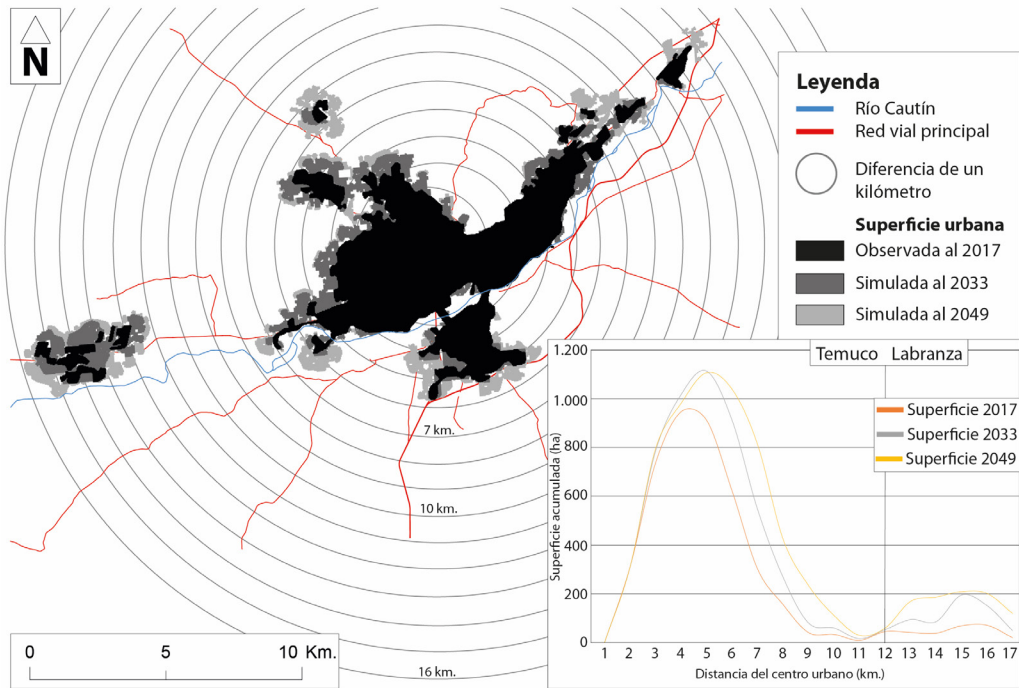 N
Leyenda
Río Cautín
Red vial principal
Diferencia de un
kilómetro
Superficie urbana
Observada al 2017
Simulada al 2033
Simulada al 2049
7 km.
10 km.
16 km.
0 5 10 Km.
Temuco Labranza
Superficie 2017
Superficie 2033
Superficie 2049
Superficie acumulada (ha)
1.200
1.000
800
600
400
200
0
1 2 3 4 5 6 7 8 9 10 11 12 13 14 15 16 17
Distancia del centro urbano (km.)